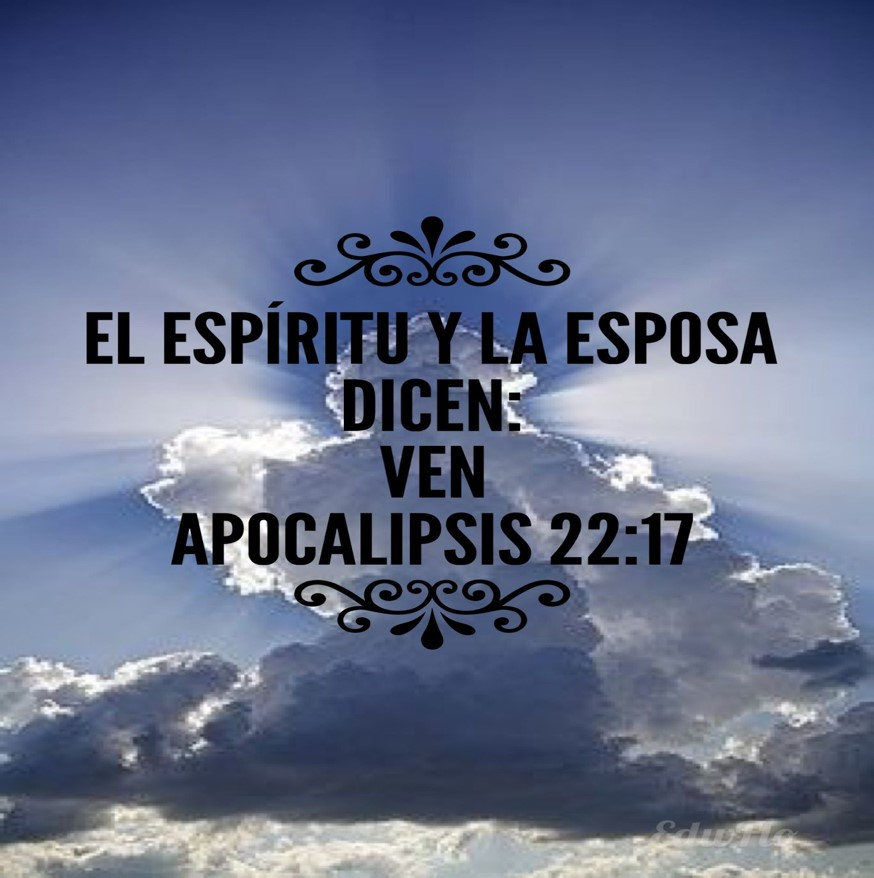 EL ESPÍRITU Y LA ESPOSA
DICEN:
VEN
APOCALIPSIS 22:17